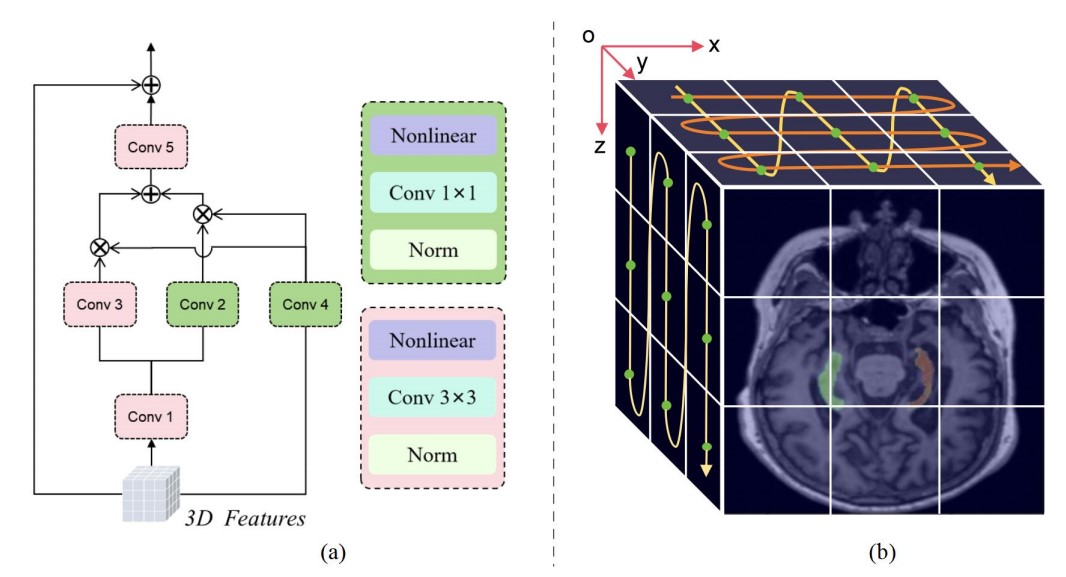 Conv 5
Conv 3
Conv 2
Conv 4
Conv 1
3D Features
Nonlinear
Conv 1×1
Norm
Nonlinear
Conv 3×3
Norm
(a)
o
x
y
z
(b)